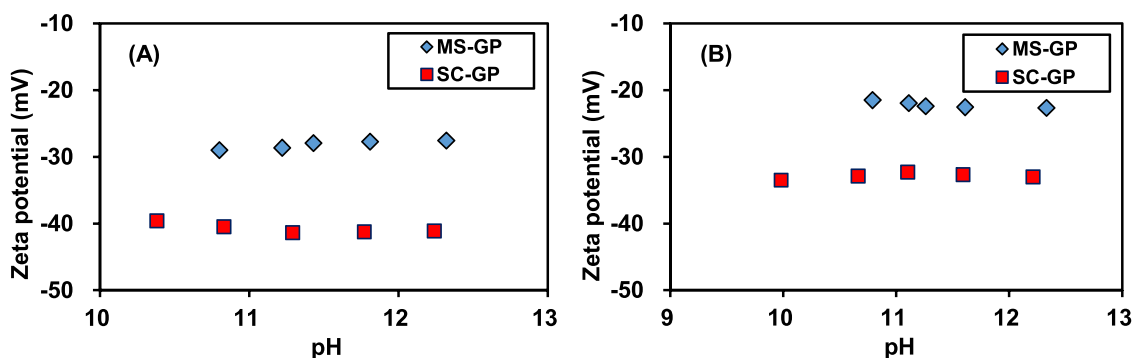 (A)
MS-GP
SC-GP
-10
-20
-30
-40
-50
Zeta potential (mV)
10
11
12
13
pH
(B)
MS-GP
SC-GP
-10
-20
-30
-40
-50
Zeta potential (mV)
9
10
11
12
13
pH